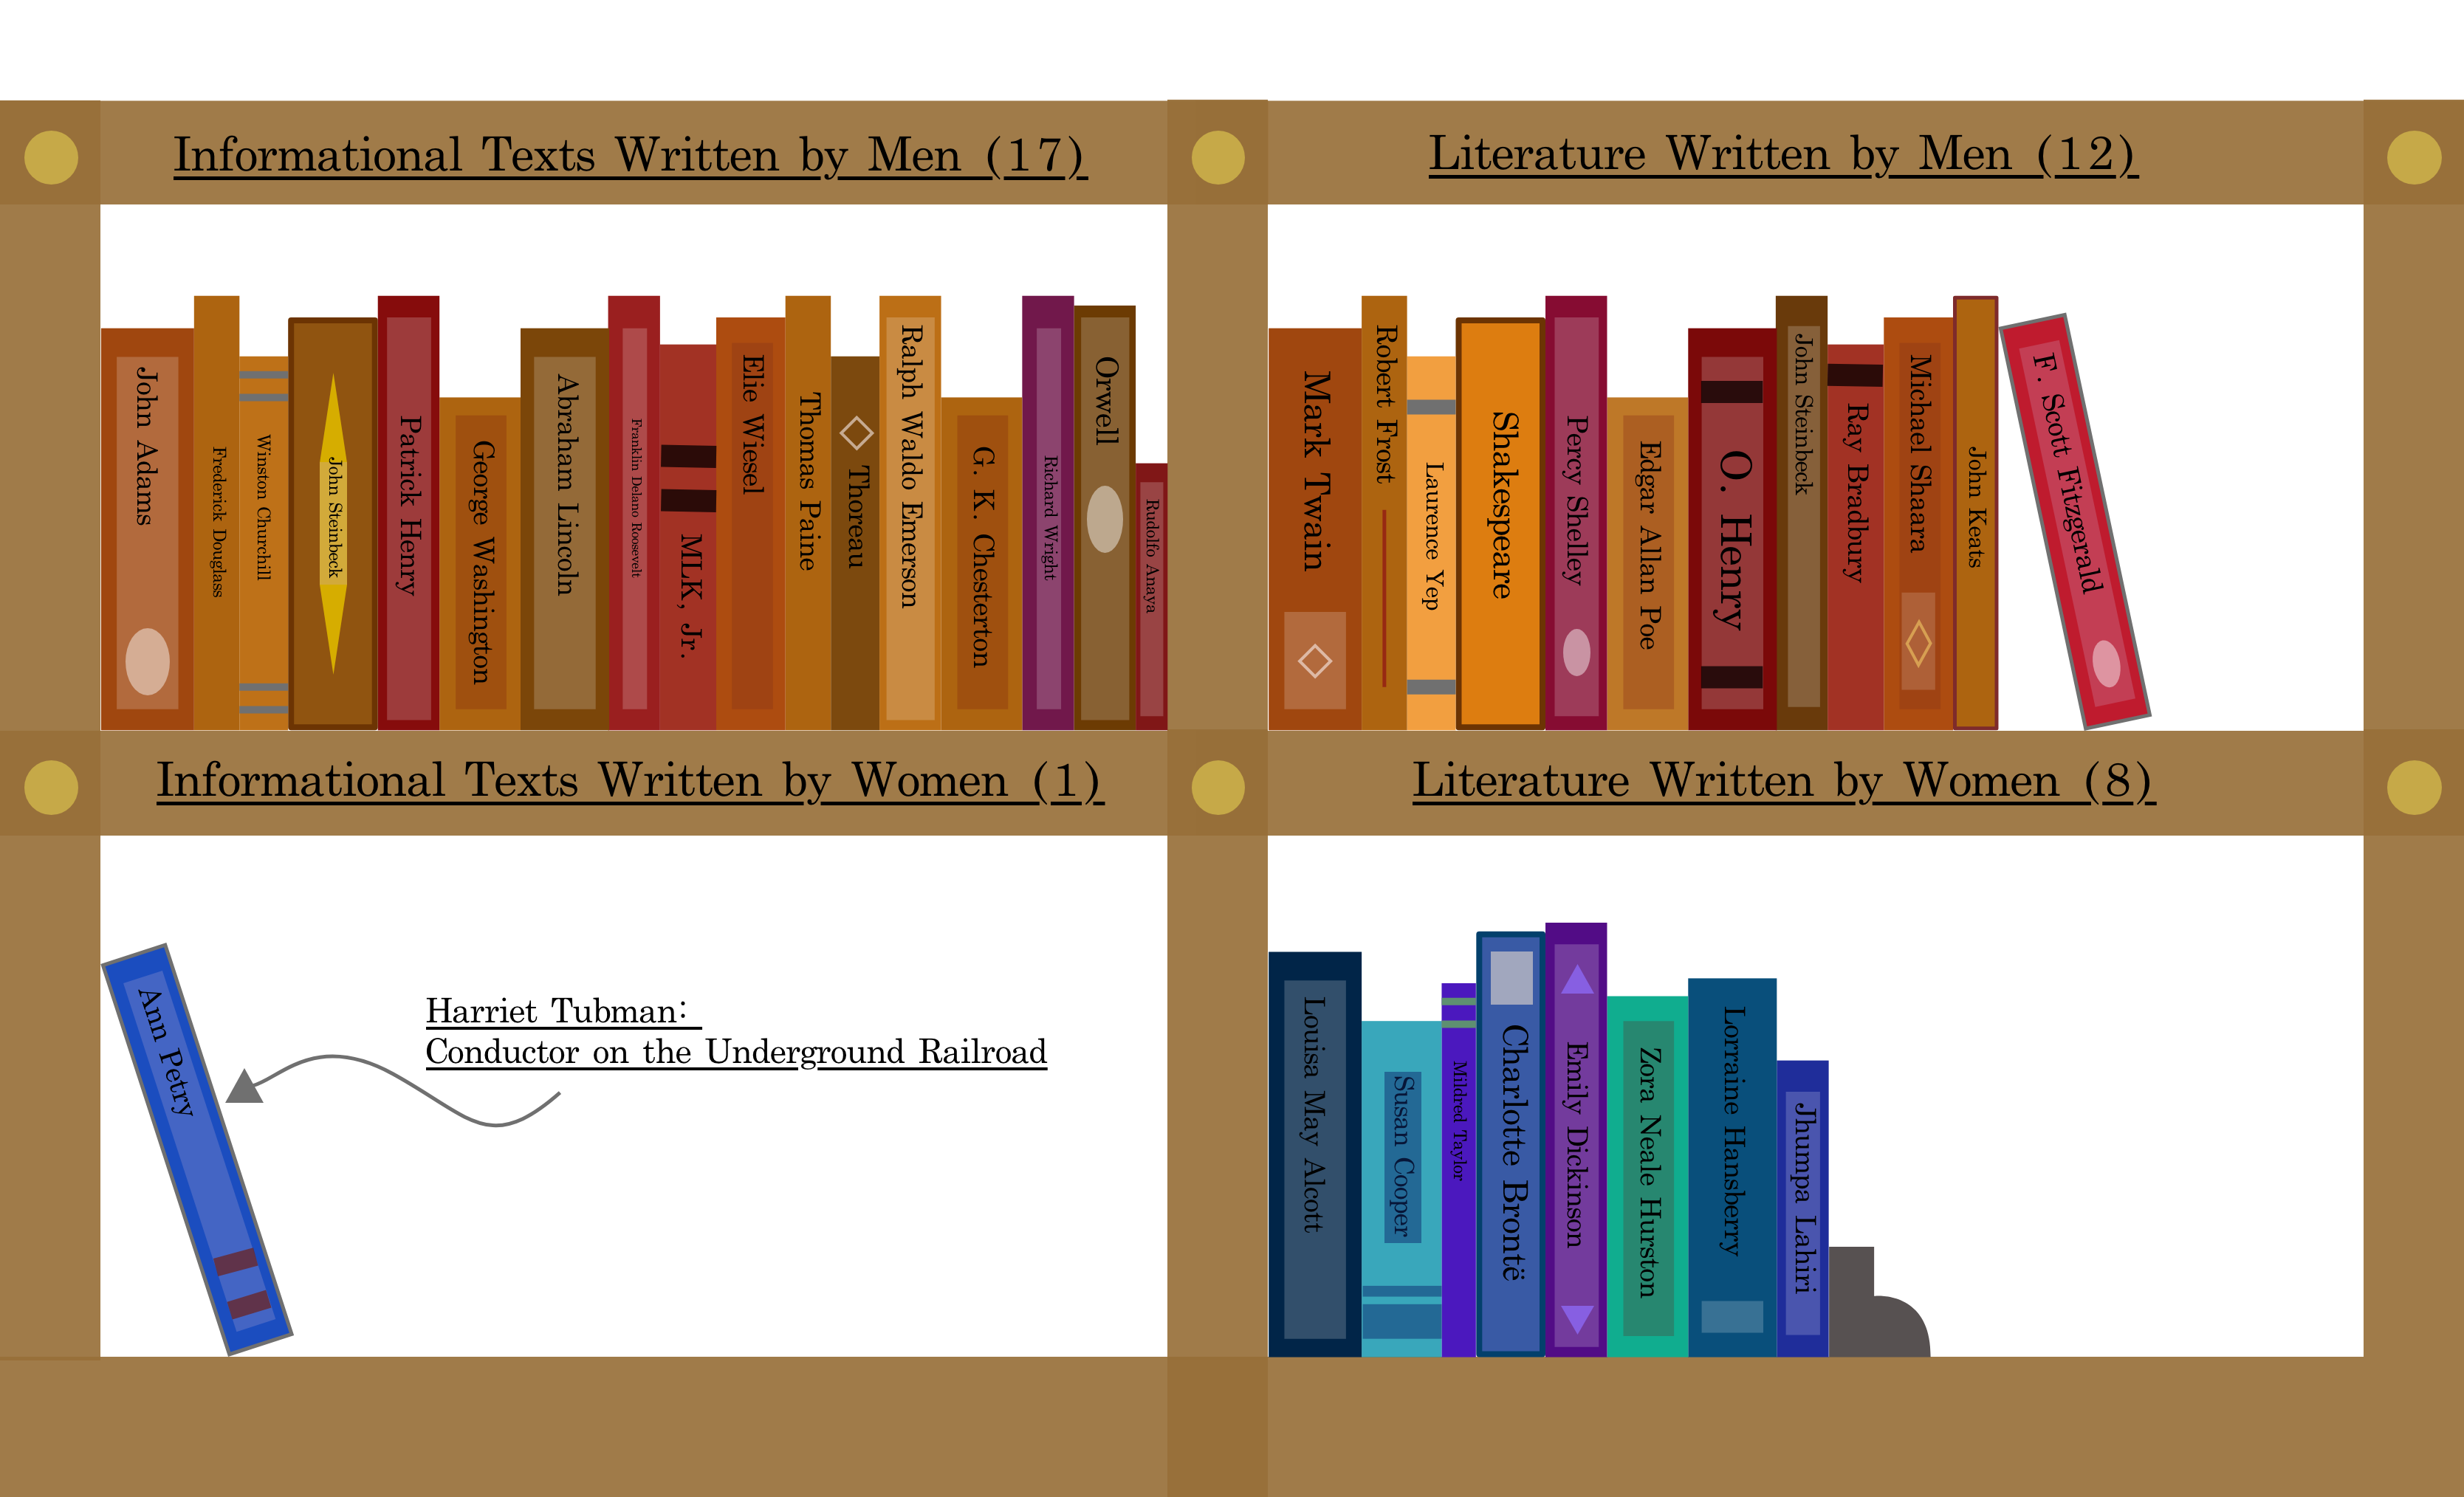 Informational Texts Written by Men (17)
John Adams
Frederick Douglass
Winston Churchill
John Steinbeck
Patrick Henry
George Washington
Abraham Lincoln
Franklin Delano Roosevelt
MLK, Jr.
Elie Wiesel
Thomas Paine
Thoreau
Ralph Waldo Emerson
G. K. Chesterton
Richard Wright
Orwell
Rudolfo Anaya
Literature Written by Men (12)
Mark Twain
Robert Frost
Laurence Yep
Shakespeare
Percy Shelley
Edgar Allan Poe
O. Henry
John Steinbeck
Ray Bradbury
Michael Shaara
John Keats
F. Scott Fitzgerald
Informational Texts Written by Women (1)
Ann Petry
Harriet Tubman:
Conductor on the Underground Railroad
Literature Written by Women (8)
Louisa May Alcott
Susan Cooper
Mildred Taylor
Charlotte Brontë
Emily Dickinson
Zora Neale Hurston
Lorraine Hansberry
Jhumpa Lahiri